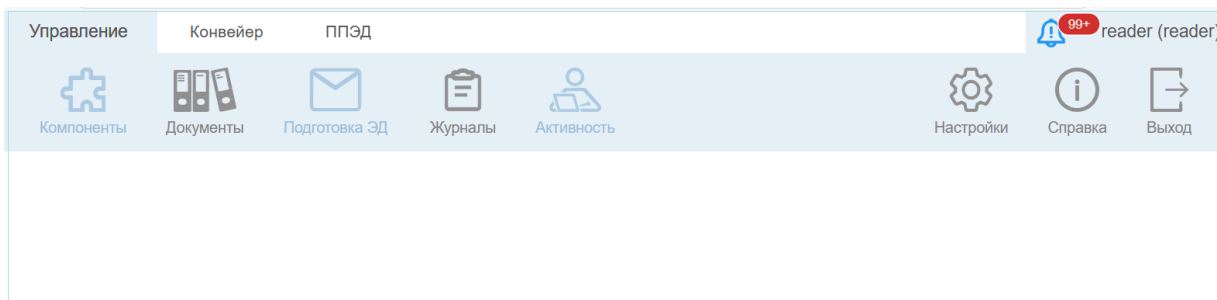 Управление Конвейер ППЭД 99+ reader (reader)
Компоненты Документы Подготовка ЭД Журналы Активность Настройки Справка Выход